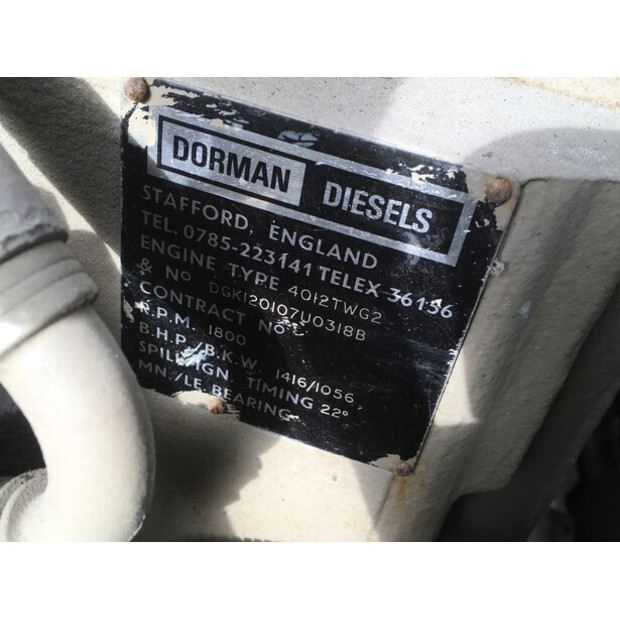 DORMAN DIESELS
STAFFORD, ENGLAND
TEL. 0785-223141 TELEX 36156
ENGINE TYPE 4012TWG2
& No DGK120107U0318B
CONTRACT No
R.P.M. 1800
B.H.P./B.K.W. 1416/1056
SPILL/IGN. TIMING 22°
MN./LE. BEARING